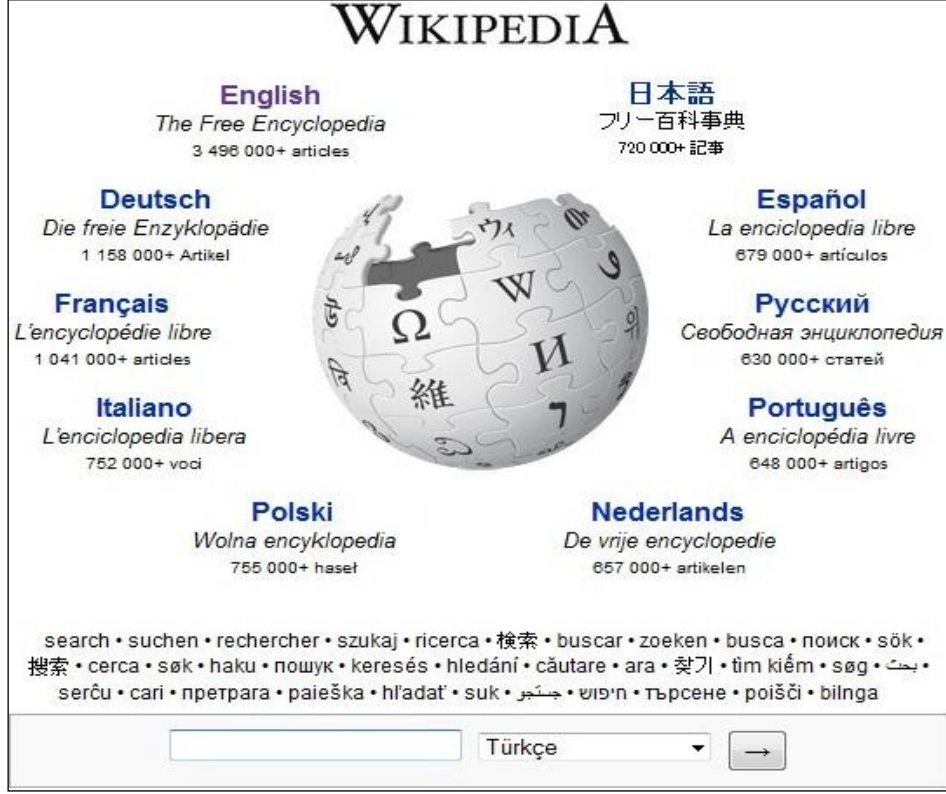 WIKIPEDIA
English
The Free Encyclopedia
3 496 000+ articles
日本語
フリー百科事典
720 000+ 記事
Deutsch
Die freie Enzyklopädie
1 158 000+ Artikel
Español
La enciclopedia libre
679 000+ artículos
Français
L'encyclopédie libre
1 041 000+ articles
Русский
Свободная энциклопедия
630 000+ статей
Italiano
L'enciclopedia libera
752 000+ voci
Português
A enciclopédia livre
648 000+ artigos
Polski
Wolna encyklopedia
755 000+ haseł
Nederlands
De vrije encyclopedie
657 000+ artikelen
Ω
W
И
維
ウィ
search • suchen • rechercher • szukaj • ricerca • 検索 • buscar • zoeken • busca • поиск • sök •
搜索 • cerca • søk • haku • пошук • keresés • hledání • căutare • ara • 찾기 • tìm kiếm • søg • بحث •
serĉu • cari • претрара • paieška • hľadať • suk • جستجو • חיפוש • търсене • poišči • bilnga
Türkçe
→